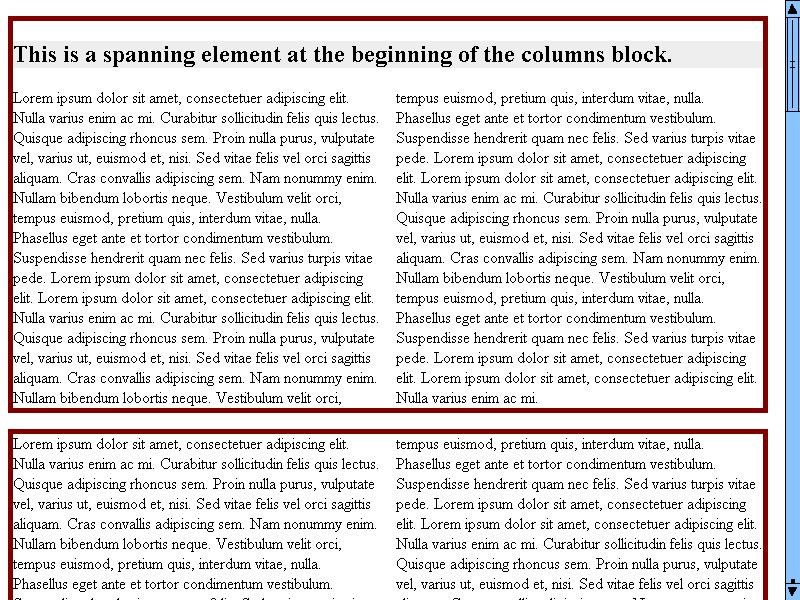 This is a spanning element at the beginning of the columns block.
Lorem ipsum dolor sit amet, consectetuer adipiscing elit.
Nulla varius enim ac mi. Curabitur sollicitudin felis quis lectus.
Quisque adipiscing rhoncus sem. Proin nulla purus, vulputate
vel, varius ut, euismod et, nisi. Sed vitae felis vel orci sagittis
aliquam. Cras convallis adipiscing sem. Nam nonummy enim.
Nullam bibendum lobortis neque. Vestibulum velit orci,
tempus euismod, pretium quis, interdum vitae, nulla.
Phasellus eget ante et tortor condimentum vestibulum.
Suspendisse hendrerit quam nec felis. Sed varius turpis vitae
pede. Lorem ipsum dolor sit amet, consectetuer adipiscing
elit. Lorem ipsum dolor sit amet, consectetuer adipiscing elit.
Nulla varius enim ac mi. Curabitur sollicitudin felis quis lectus.
Quisque adipiscing rhoncus sem. Proin nulla purus, vulputate
vel, varius ut, euismod et, nisi. Sed vitae felis vel orci sagittis
aliquam. Cras convallis adipiscing sem. Nam nonummy enim.
Nullam bibendum lobortis neque. Vestibulum velit orci,
tempus euismod, pretium quis, interdum vitae, nulla.
Phasellus eget ante et tortor condimentum vestibulum.
Suspendisse hendrerit quam nec felis. Sed varius turpis vitae
pede. Lorem ipsum dolor sit amet, consectetuer adipiscing
elit. Lorem ipsum dolor sit amet, consectetuer adipiscing elit.
Nulla varius enim ac mi. Curabitur sollicitudin felis quis lectus.
Quisque adipiscing rhoncus sem. Proin nulla purus, vulputate
vel, varius ut, euismod et, nisi. Sed vitae felis vel orci sagittis
aliquam. Cras convallis adipiscing sem. Nam nonummy enim.
Nullam bibendum lobortis neque. Vestibulum velit orci,
tempus euismod, pretium quis, interdum vitae, nulla.
Phasellus eget ante et tortor condimentum vestibulum.
Suspendisse hendrerit quam nec felis. Sed varius turpis vitae
pede. Lorem ipsum dolor sit amet, consectetuer adipiscing
elit. Lorem ipsum dolor sit amet, consectetuer adipiscing elit.
Nulla varius enim ac mi.
Lorem ipsum dolor sit amet, consectetuer adipiscing elit.
Nulla varius enim ac mi. Curabitur sollicitudin felis quis lectus.
Quisque adipiscing rhoncus sem. Proin nulla purus, vulputate
vel, varius ut, euismod et, nisi. Sed vitae felis vel orci sagittis
aliquam. Cras convallis adipiscing sem. Nam nonummy enim.
Nullam bibendum lobortis neque. Vestibulum velit orci,
tempus euismod, pretium quis, interdum vitae, nulla.
Phasellus eget ante et tortor condimentum vestibulum.
tempus euismod, pretium quis, interdum vitae, nulla.
Phasellus eget ante et tortor condimentum vestibulum.
Suspendisse hendrerit quam nec felis. Sed varius turpis vitae
pede. Lorem ipsum dolor sit amet, consectetuer adipiscing
elit. Lorem ipsum dolor sit amet, consectetuer adipiscing elit.
Nulla varius enim ac mi. Curabitur sollicitudin felis quis lectus.
Quisque adipiscing rhoncus sem. Proin nulla purus, vulputate
vel, varius ut, euismod et, nisi. Sed vitae felis vel orci sagittis